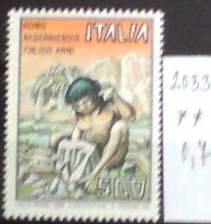 HOMO
AESERNIENSIS
736.000 ANNI
ITALIA
500
2033
**
0,7